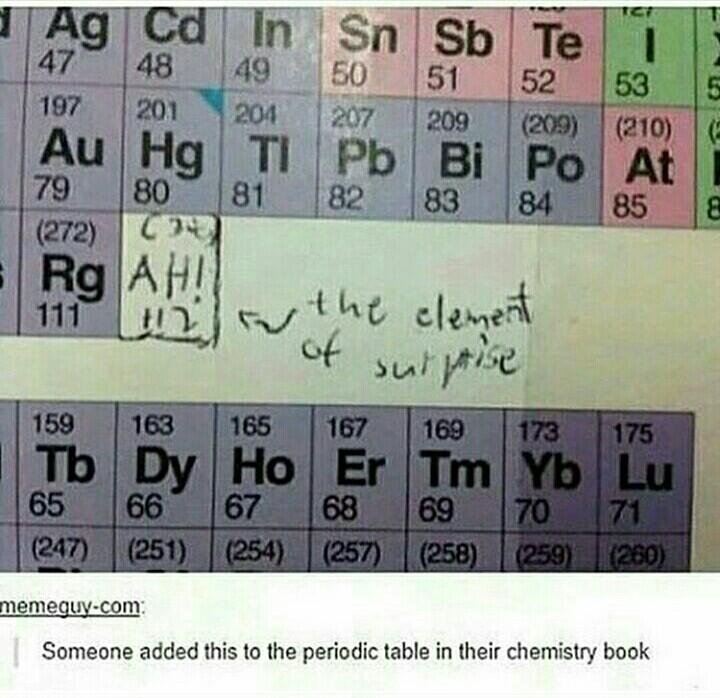 Ag Cd In Sn Sb Te I
47 48 49 50 51 52 53
197 201 204 207 209 (209) (210)
Au Hg Tl Pb Bi Po At
79 80 81 82 83 84 85
(272)
Rg AH!
111 112 the element
of surprise
159 163 165 167 169 173 175
Tb Dy Ho Er Tm Yb Lu
65 66 67 68 69 70 71
(247) (251) (254) (257) (258) (259) (260)
memeguy-com:
Someone added this to the periodic table in their chemistry book